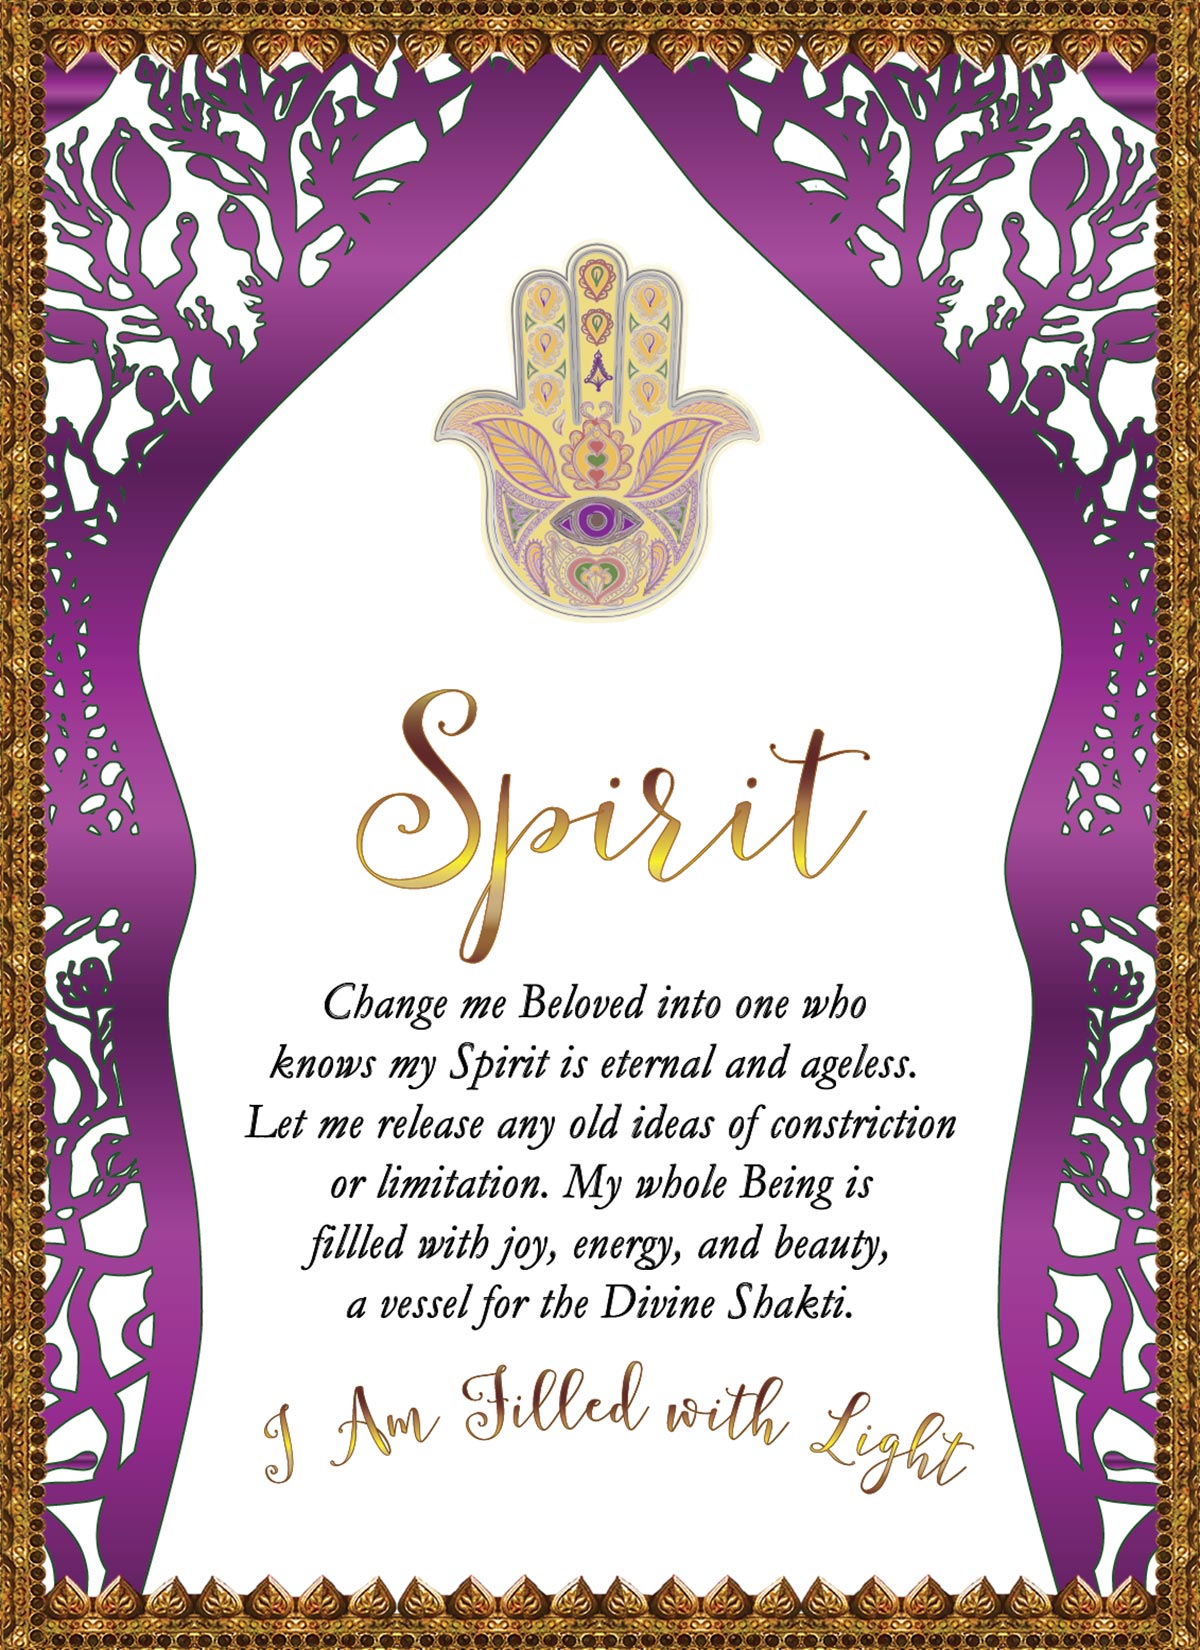 Spirit
Change me Beloved into one who
knows my Spirit is eternal and ageless.
Let me release any old ideas of constriction
or limitation. My whole Being is
fillled with joy, energy, and beauty,
a vessel for the Divine Shakti.
I Am Filled with Light